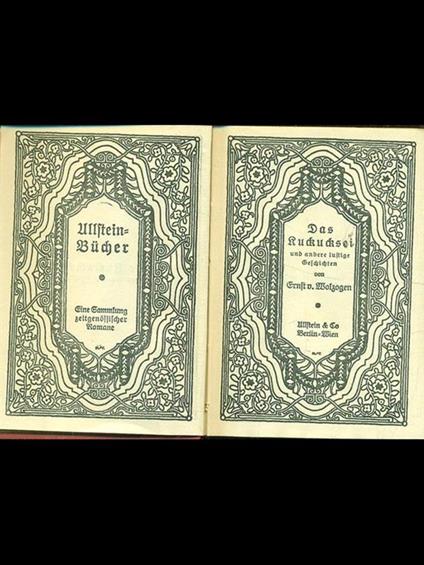 Ullstein=
Bücher
Eine Sammlung
zeitgenössischer
Romane
Das
Kuckucksei
und andere lustige
Geschichten
von
Ernst v. Wolzogen
Ullstein & Co
Berlin=Wien